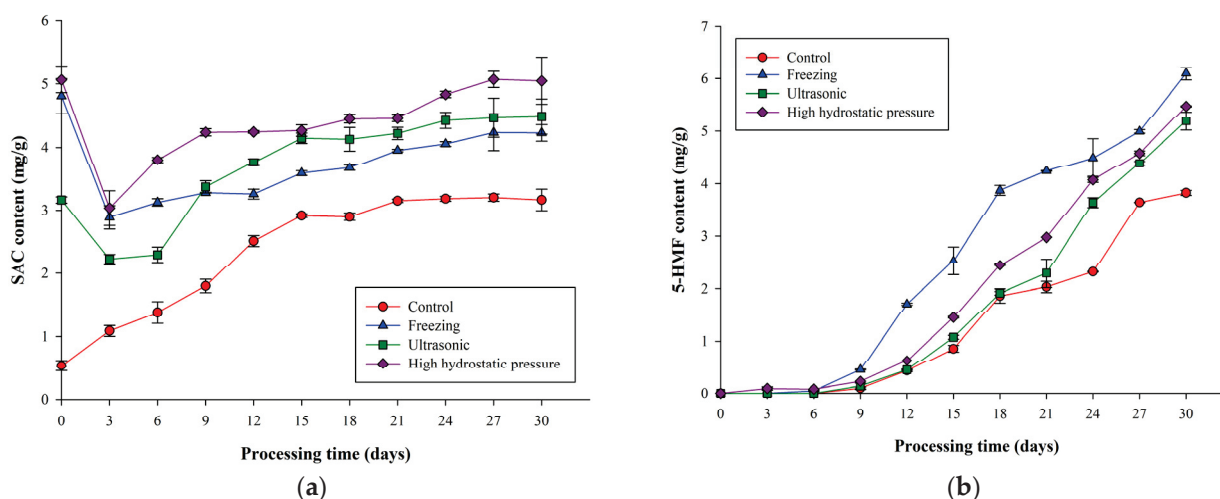 6
5
4
3
2
1
0
SAC content (mg/g)
Control
Freezing
Ultrasonic
High hydrostatic pressure
0 3 6 9 12 15 18 21 24 27 30
Processing time (days)
(a)
7
6
5
4
3
2
1
0
5-HMF content (mg/g)
Control
Freezing
Ultrasonic
High hydrostatic pressure
0 3 6 9 12 15 18 21 24 27 30
Processing time (days)
(b)